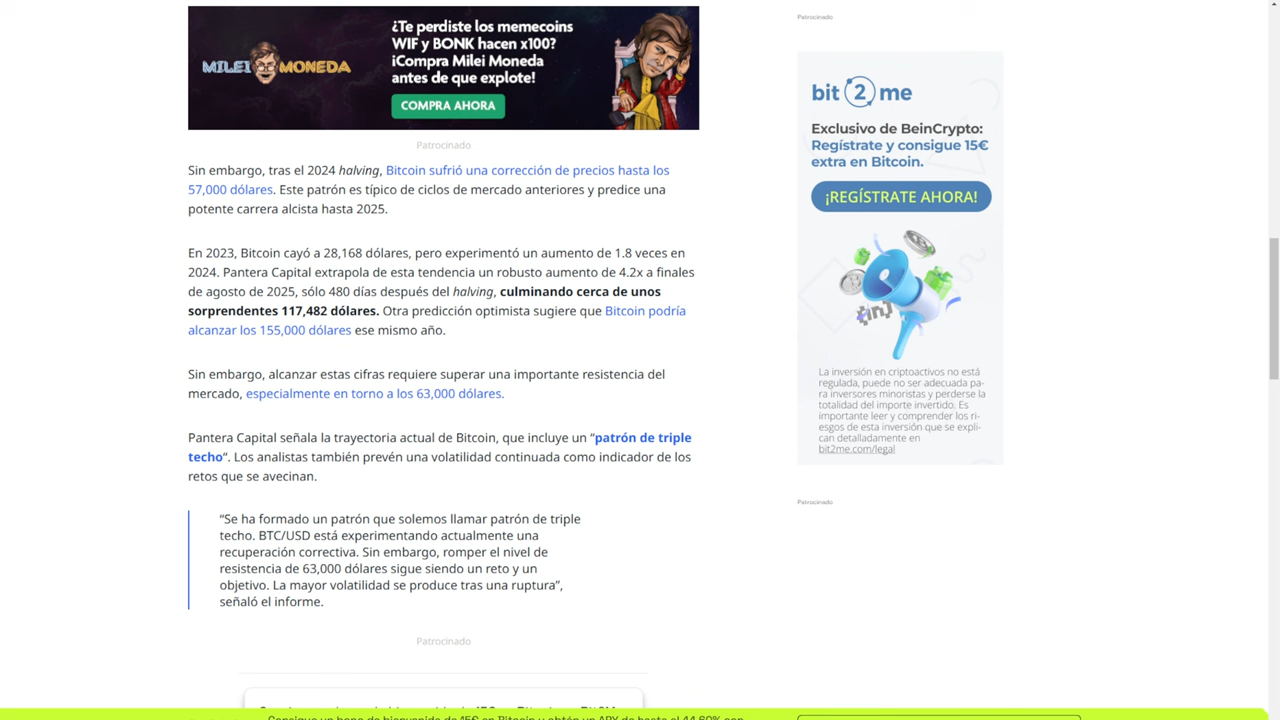 ¿Te perdiste los memecoins
WIF y BONK hacen x100?
¡Compra Milei Moneda
antes de que explote!
MILEI MONEDA
COMPRA AHORA
Patrocinado
Sin embargo, tras el 2024 halving, Bitcoin sufrió una corrección de precios hasta los
57,000 dólares. Este patrón es típico de ciclos de mercado anteriores y predice una
potente carrera alcista hasta 2025.
En 2023, Bitcoin cayó a 28,168 dólares, pero experimentó un aumento de 1.8 veces en
2024. Pantera Capital extrapola de esta tendencia un robusto aumento de 4.2x a finales
de agosto de 2025, sólo 480 días después del halving, culminando cerca de unos
sorprendentes 117,482 dólares. Otra predicción optimista sugiere que Bitcoin podría
alcanzar los 155,000 dólares ese mismo año.
Sin embargo, alcanzar estas cifras requiere superar una importante resistencia del
mercado, especialmente en torno a los 63,000 dólares.
Pantera Capital señala la trayectoria actual de Bitcoin, que incluye un “patrón de triple
techo“. Los analistas también prevén una volatilidad continuada como indicador de los
retos que se avecinan.
“Se ha formado un patrón que solemos llamar patrón de triple
techo. BTC/USD está experimentando actualmente una
recuperación correctiva. Sin embargo, romper el nivel de
resistencia de 63,000 dólares sigue siendo un reto y un
objetivo. La mayor volatilidad se produce tras una ruptura”,
señaló el informe.
Patrocinado
Patrocinado
bit2me
Exclusivo de BeinCrypto:
Regístrate y consigue 15€
extra en Bitcoin.
¡REGÍSTRATE AHORA!
La inversión en criptoactivos no está
regulada, puede no ser adecuada pa-
ra inversores minoristas y perderse la
totalidad del importe invertido. Es
importante leer y comprender los ri-
esgos de esta inversión que se expli-
can detalladamente en
bit2me.com/legal
Patrocinado